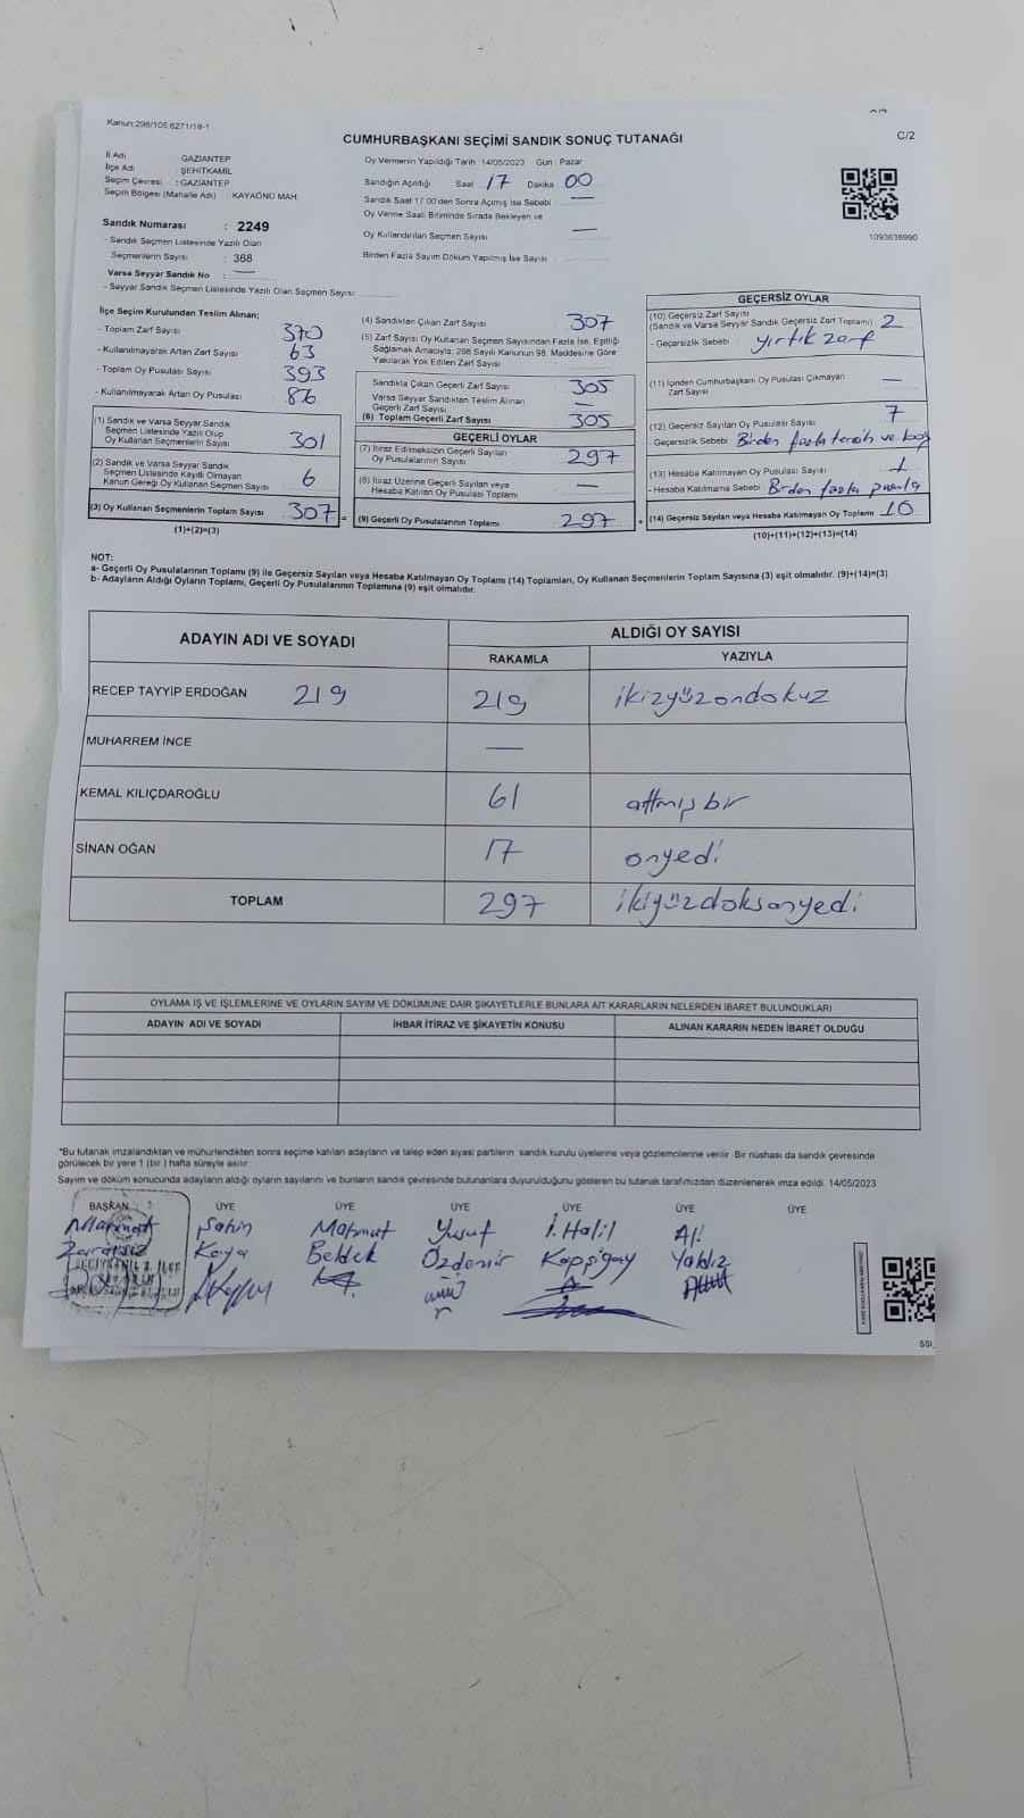 Kanun:298/105.6271/18-1
C/2
CUMHURBAŞKANI SEÇİMİ SANDIK SONUÇ TUTANAĞI
İl Adı GAZİANTEP
İlçe Adı ŞEHİTKAMİL
Seçim Çevresi : GAZİANTEP
Seçim Bölgesi (Mahalle Adı) : KAYAÖNÜ MAH
Sandık Numarası : 2249
- Sandık Seçmen Listesinde Yazılı Olan
Seçmenlerin Sayısı : 368
Varsa Seyyar Sandık No : —
- Seyyar Sandık Seçmen Listesinde Yazılı Olan Seçmen Sayısı
Oy Vermenin Yapıldığı Tarih : 14/05/2023 Gün : Pazar
Sandığın Açıldığı Saat 17 Dakika 00
Sandık Saat 17.00'den Sonra Açılmış İse Sebebi —
Oy Verme Saati Bitiminde Sırada Bekleyen ve
Oy Kullandırılan Seçmen Sayısı —
Birden Fazla Sayım Döküm Yapılmış İse Sayısı
1093638990
İlçe Seçim Kurulundan Teslim Alınan;
- Toplam Zarf Sayısı 370
- Kullanılmayarak Artan Zarf Sayısı 63
- Toplam Oy Pusulası Sayısı 393
- Kullanılmayarak Artan Oy Pusulası 86
(1) Sandık ve Varsa Seyyar Sandık
Seçmen Listesinde Yazılı Olup
Oy Kullanan Seçmenlerin Sayısı 301
(2) Sandık ve Varsa Seyyar Sandık
Seçmen Listesinde Kayıtlı Olmayan
Kanun Gereği Oy Kullanan Seçmen Sayısı 6
(3) Oy Kullanan Seçmenlerin Toplam Sayısı 307
(1)+(2)=(3)
(4) Sandıktan Çıkan Zarf Sayısı 307
(5) Zarf Sayısı Oy Kullanan Seçmen Sayısından Fazla İse, Eşitliği
Sağlamak Amacıyla; 298 Sayılı Kanunun 98. Maddesine Göre
Yakılarak Yok Edilen Zarf Sayısı
Sandıkta Çıkan Geçerli Zarf Sayısı 305
Varsa Seyyar Sandıktan Teslim Alınan
Geçerli Zarf Sayısı —
(6) Toplam Geçerli Zarf Sayısı 305
GEÇERLİ OYLAR
(7) İtiraz Edilmeksizin Geçerli Sayılan
Oy Pusulalarının Sayısı 297
(8) İtiraz Üzerine Geçerli Sayılan veya
Hesaba Katılan Oy Pusulası Toplamı —
(9) Geçerli Oy Pusulalarının Toplamı 297
GEÇERSİZ OYLAR
(10) Geçersiz Zarf Sayısı
(Sandık ve Varsa Seyyar Sandık Geçersiz Zarf Toplamı) 2
- Geçersizlik Sebebi yırtık zarf
(11) İçinden Cumhurbaşkanı Oy Pusulası Çıkmayan
Zarf Sayısı —
(12) Geçersiz Sayılan Oy Pusulası Sayısı 7
- Geçersizlik Sebebi Birden fazla tercih ve boş
(13) Hesaba Katılmayan Oy Pusulası Sayısı 1
- Hesaba Katılmama Sebebi Birden fazla pusula
(14) Geçersiz Sayılan veya Hesaba Katılmayan Oy Toplamı 10
(10)+(11)+(12)+(13)=(14)
NOT:
a- Geçerli Oy Pusulalarının Toplamı (9) ile Geçersiz Sayılan veya Hesaba Katılmayan Oy Toplamı (14) Toplamları, Oy Kullanan Seçmenlerin Toplam Sayısına (3) eşit olmalıdır. (9)+(14)=(3)
b- Adayların Aldığı Oyların Toplamı, Geçerli Oy Pusulalarının Toplamına (9) eşit olmalıdır.
ADAYIN ADI VE SOYADI ALDIĞI OY SAYISI
RAKAMLA YAZIYLA
RECEP TAYYİP ERDOĞAN 219 219 ikizyüzondokuz
MUHARREM İNCE —
KEMAL KILIÇDAROĞLU 61 altmış bir
SİNAN OĞAN 17 onyedi
TOPLAM 297 ikiyüzdoksanyedi
OYLAMA İŞ VE İŞLEMLERİNE VE OYLARIN SAYIM VE DÖKÜMÜNE DAİR ŞİKAYETLERLE BUNLARA AİT KARARLARIN NELERDEN İBARET BULUNDUKLARI
ADAYIN ADI VE SOYADI İHBAR İTİRAZ VE ŞİKAYETİN KONUSU ALINAN KARARIN NEDEN İBARET OLDUĞU
*Bu tutanak imzalandıktan ve mühürlendikten sonra seçime katılan adayların ve talep eden siyasi partilerin sandık kurulu üyelerine veya gözlemcilerine verilir. Bir nüshası da sandık çevresinde
görülecek bir yere 1 (bir) hafta süreyle asılır.
Sayım ve döküm sonucunda adayların aldığı oyların sayılarını ve bunların sandık çevresinde bulunanlara duyurulduğunu gösteren bu tutanak tarafımızdan düzenlenerek imza edildi. 14/05/2023
BAŞKAN ÜYE ÜYE ÜYE ÜYE ÜYE ÜYE
Şahin Mahmut Yusuf İ. Halil Ali
Kaya Beldek Özdemir Kapşigay Yaldız